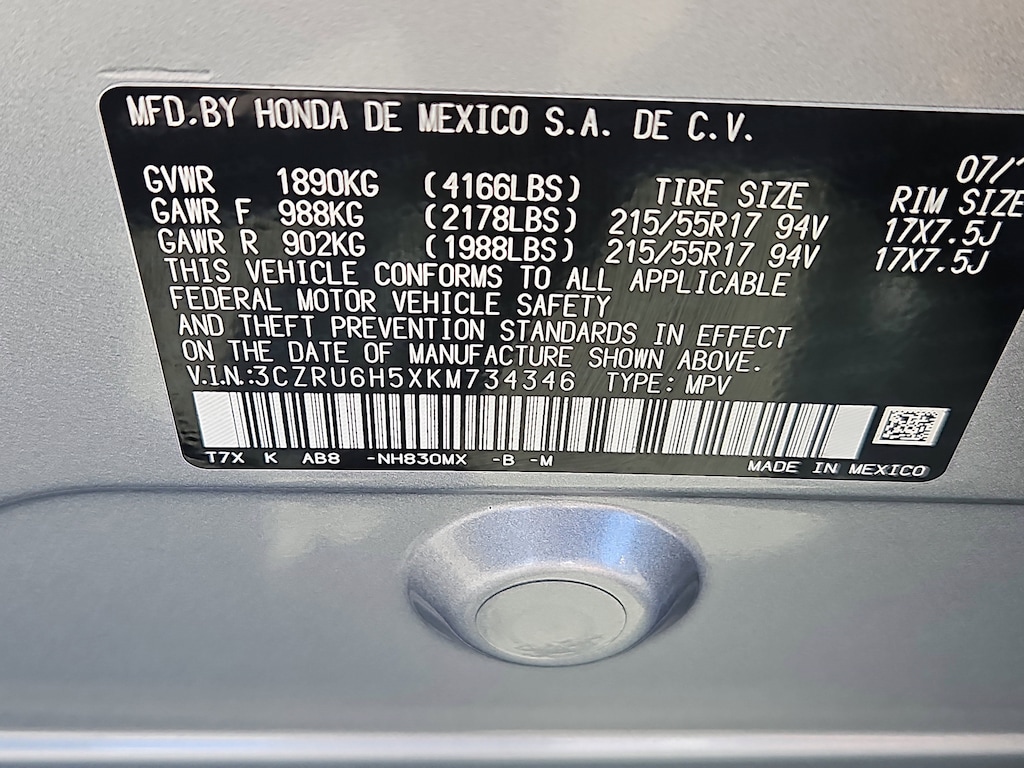 MFD.BY HONDA DE MEXICO S.A. DE C.V.
07/1
GVWR 1890KG (4166LBS) TIRE SIZE RIM SIZE
GAWR F 988KG (2178LBS) 215/55R17 94V 17X7.5J
GAWR R 902KG (1988LBS) 215/55R17 94V 17X7.5J
THIS VEHICLE CONFORMS TO ALL APPLICABLE
FEDERAL MOTOR VEHICLE SAFETY
AND THEFT PREVENTION STANDARDS IN EFFECT
ON THE DATE OF MANUFACTURE SHOWN ABOVE.
V.I.N.:3CZRU6H5XKM734346 TYPE: MPV
T7X K AB8 -NH830MX -B -M MADE IN MEXICO